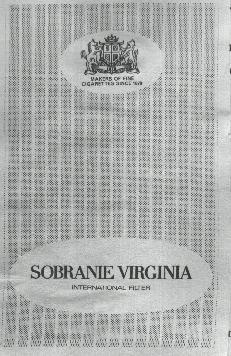 MAKERS OF FINE
CIGARETTES SINCE 1879
SOBRANIE VIRGINIA
INTERNATIONAL FILTER